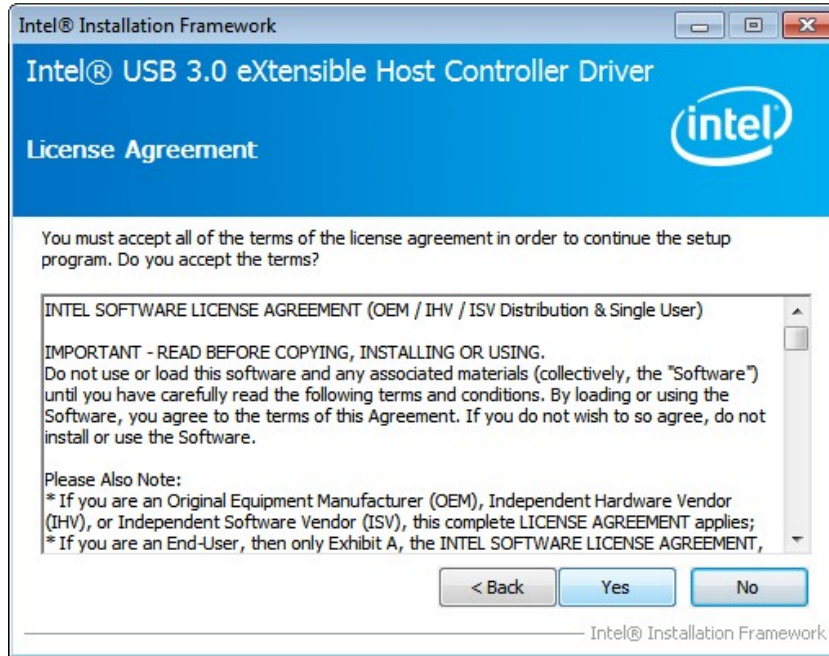 Intel® Installation Framework
Intel® USB 3.0 eXtensible Host Controller Driver
intel
License Agreement
You must accept all of the terms of the license agreement in order to continue the setup
program. Do you accept the terms?
INTEL SOFTWARE LICENSE AGREEMENT (OEM / IHV / ISV Distribution & Single User)
IMPORTANT - READ BEFORE COPYING, INSTALLING OR USING.
Do not use or load this software and any associated materials (collectively, the "Software")
until you have carefully read the following terms and conditions. By loading or using the
Software, you agree to the terms of this Agreement. If you do not wish to so agree, do not
install or use the Software.
Please Also Note:
* If you are an Original Equipment Manufacturer (OEM), Independent Hardware Vendor
(IHV), or Independent Software Vendor (ISV), this complete LICENSE AGREEMENT applies;
* If you are an End-User, then only Exhibit A, the INTEL SOFTWARE LICENSE AGREEMENT,
< Back Yes No
Intel® Installation Framework